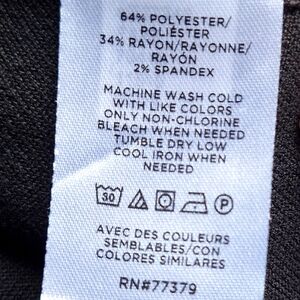 64% POLYESTER/
POLIÉSTER
34% RAYON/RAYONNE/
RAYÓN
2% SPANDEX
MACHINE WASH COLD
WITH LIKE COLORS
ONLY NON-CHLORINE
BLEACH WHEN NEEDED
TUMBLE DRY LOW
COOL IRON WHEN
NEEDED
30 P
AVEC DES COULEURS
SEMBLABLES/CON
COLORES SIMILARES
RN#77379